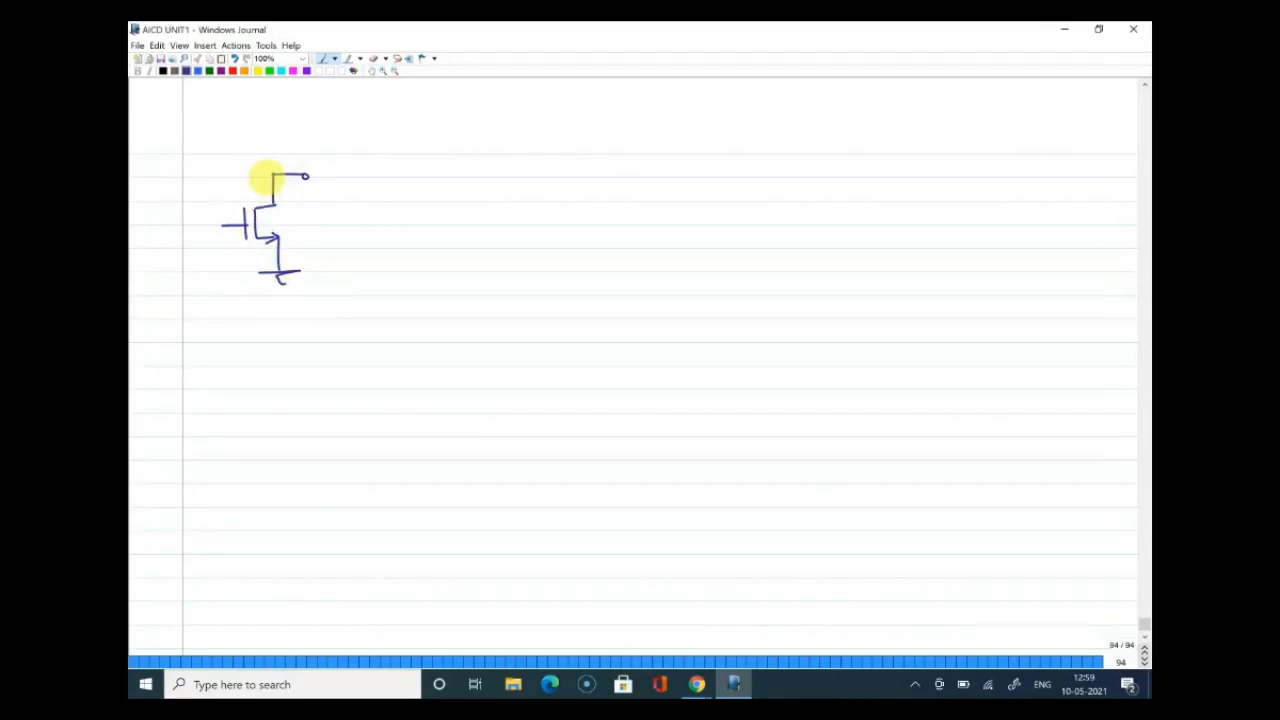 AICD UNIT1 - Windows Journal
File Edit View Insert Actions Tools Help
100%
B I
94 / 94
94
Type here to search
ENG
12:59
10-05-2021
2